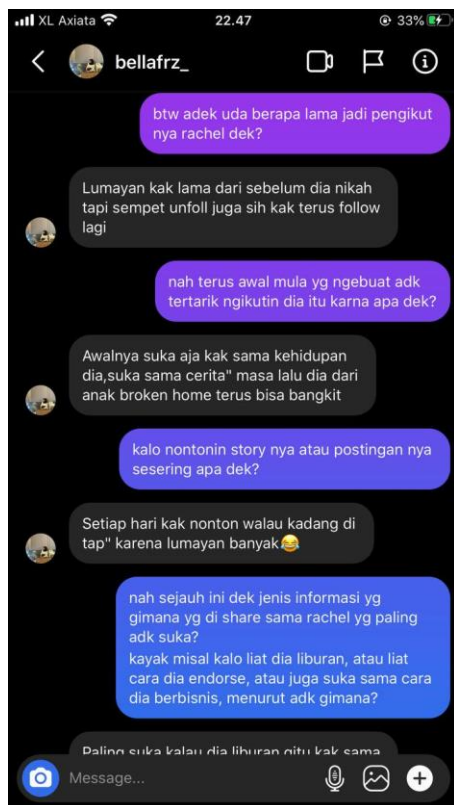 XL Axiata 22.47 33%
bellafrz_
btw adek uda berapa lama jadi pengikut
nya rachel dek?
Lumayan kak lama dari sebelum dia nikah
tapi sempet unfoll juga sih kak terus follow
lagi
nah terus awal mula yg ngebuat adk
tertarik ngikutin dia itu karna apa dek?
Awalnya suka aja kak sama kehidupan
dia,suka sama cerita" masa lalu dia dari
anak broken home terus bisa bangkit
kalo nontonin story nya atau postingan nya
sesering apa dek?
Setiap hari kak nonton walau kadang di
tap" karena lumayan banyak😂
nah sejauh ini dek jenis informasi yg
gimana yg di share sama rachel yg paling
adk suka?
kayak misal kalo liat dia liburan, atau liat
cara dia endorse, atau juga suka sama cara
dia berbisnis, menurut adk gimana?
Paling suka kalau dia liburan gitu kak sama
Message...